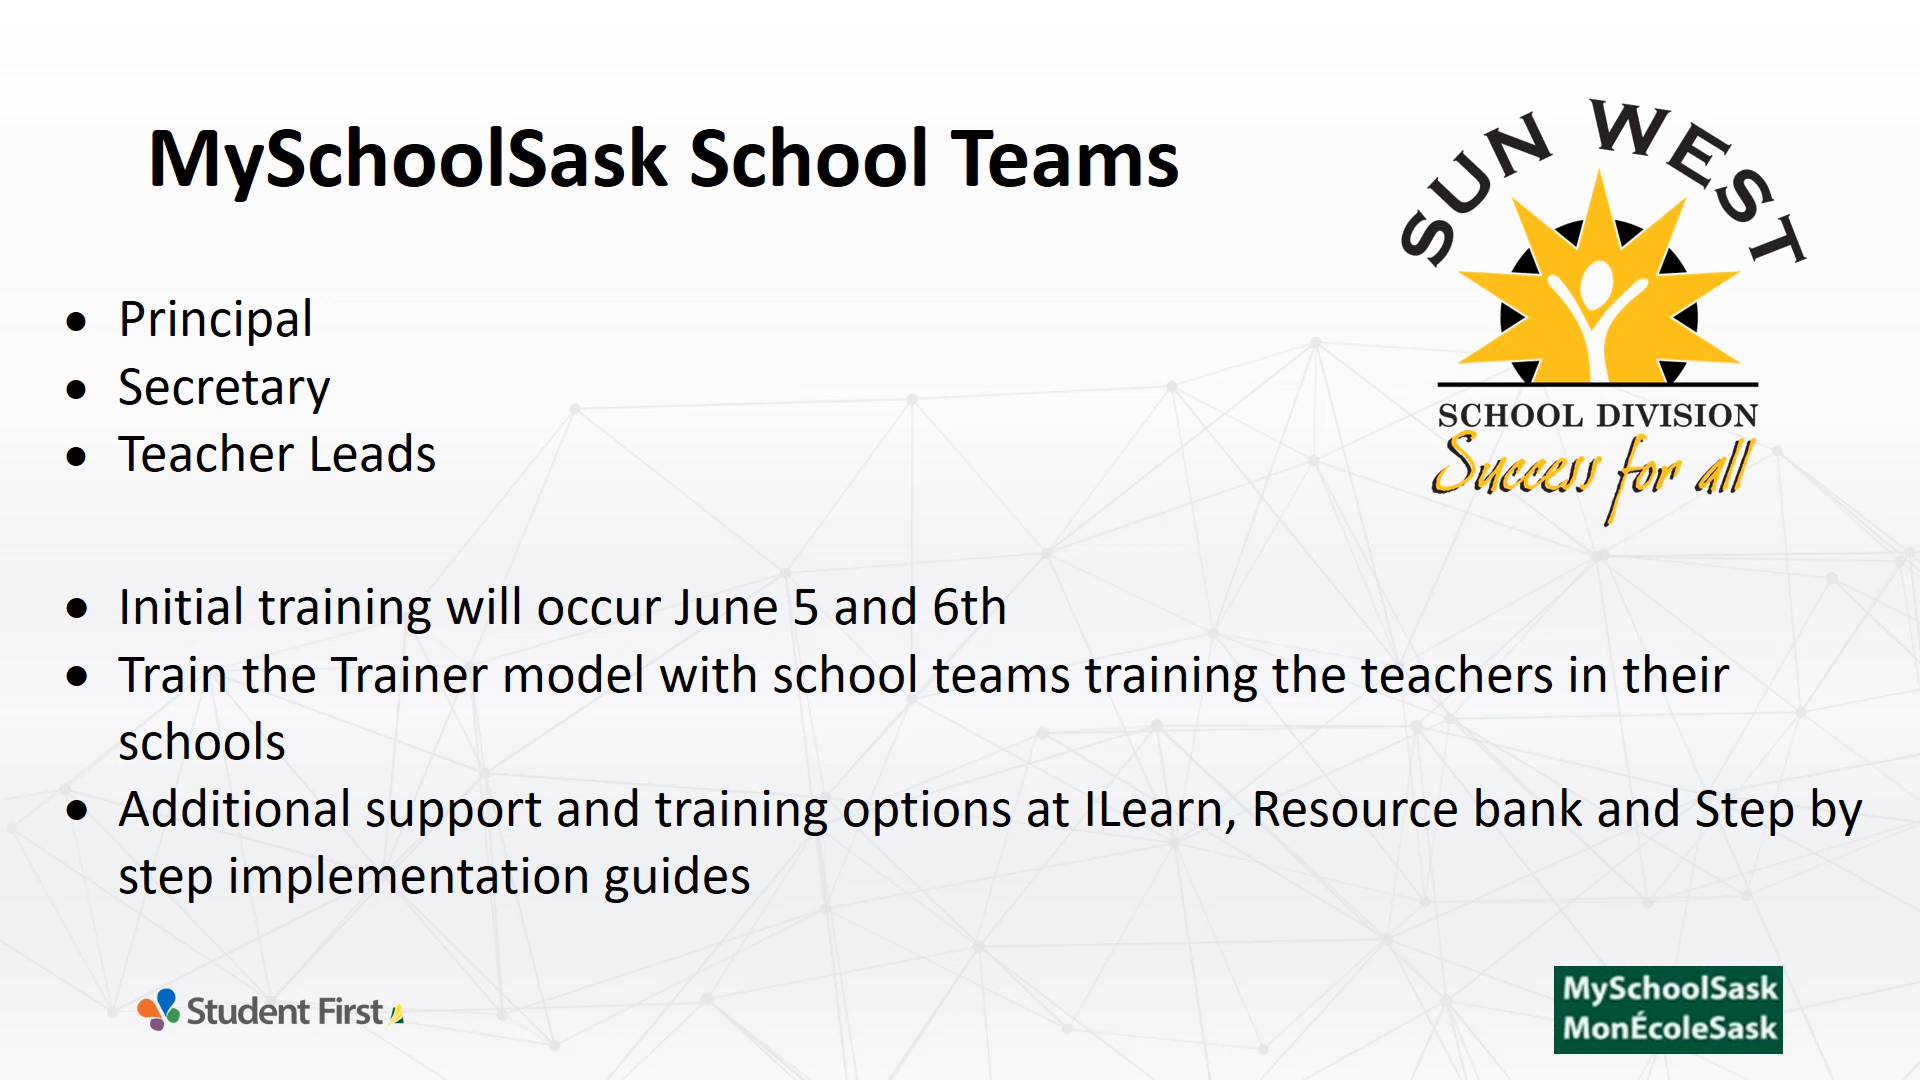 MySchoolSask School Teams
SUN WEST
SCHOOL DIVISION
Success for all
• Principal
• Secretary
• Teacher Leads
• Initial training will occur June 5 and 6th
• Train the Trainer model with school teams training the teachers in their
schools
• Additional support and training options at ILearn, Resource bank and Step by
step implementation guides
Student First
MySchoolSask
MonÉcoleSask